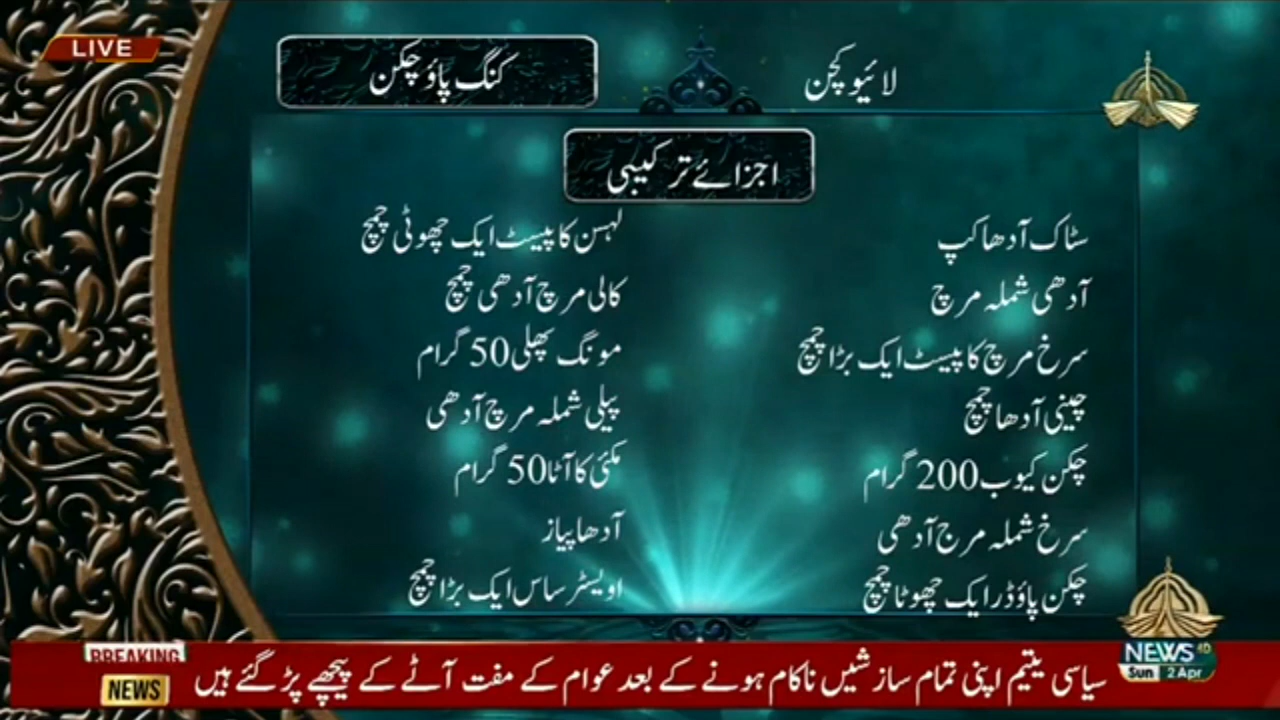 LIVE
لائیو کچن
کنگ پاؤ چکن
اجزائے ترکیبی
سٹاک آدھا کپ
آدھی شملہ مرچ
سرخ مرچ کا پیسٹ ایک بڑا چمچ
چینی آدھا چمچ
چکن کیوب 200 گرام
سرخ شملہ مرچ آدھی
چکن پاؤڈر ایک چھوٹا چمچ
لہسن کا پیسٹ ایک چھوٹی چمچ
کالی مرچ آدھی چمچ
مونگ پھلی 50 گرام
پیلی شملہ مرچ آدھی
مکئی کا آٹا 50 گرام
آدھا پیاز
اویسٹر ساس ایک بڑا چمچ
BREAKING
NEWS
سیاسی یتیم اپنی تمام سازشیں ناکام ہونے کے بعد عوام کے مفت آٹے کے پیچھے پڑ گئے ہیں
NEWS HD
Sun 2 Apr